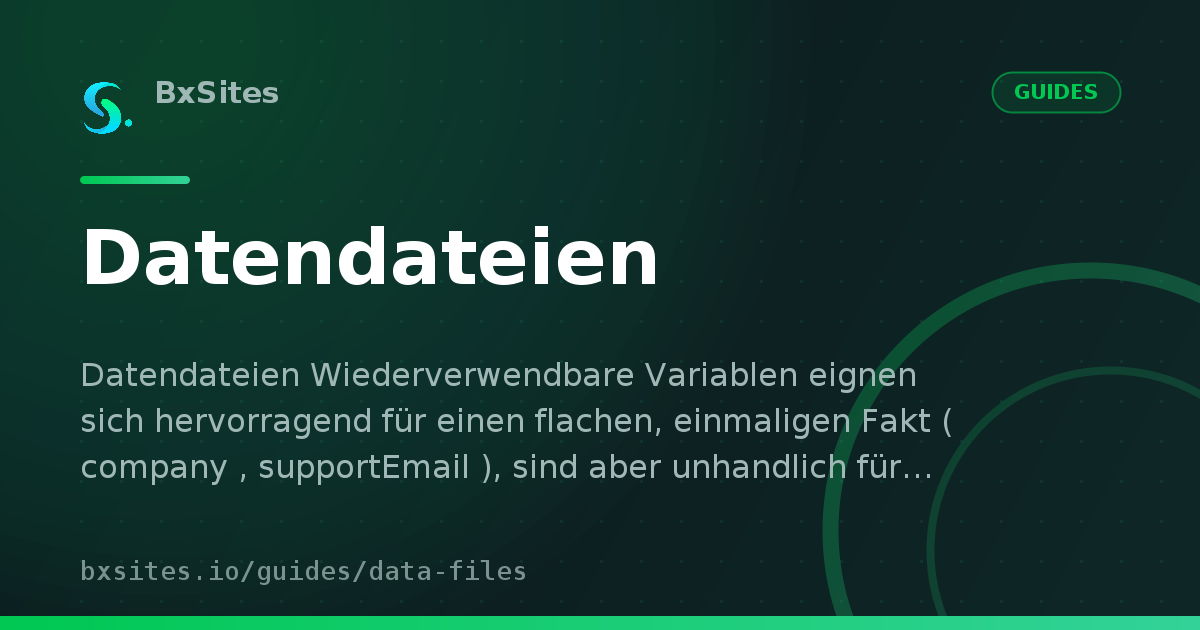 BxSites
GUIDES
Datendateien
Datendateien Wiederverwendbare Variablen eignen
sich hervorragend für einen flachen, einmaligen Fakt (
company , supportEmail ), sind aber unhandlich für…
bxsites.io/guides/data-files